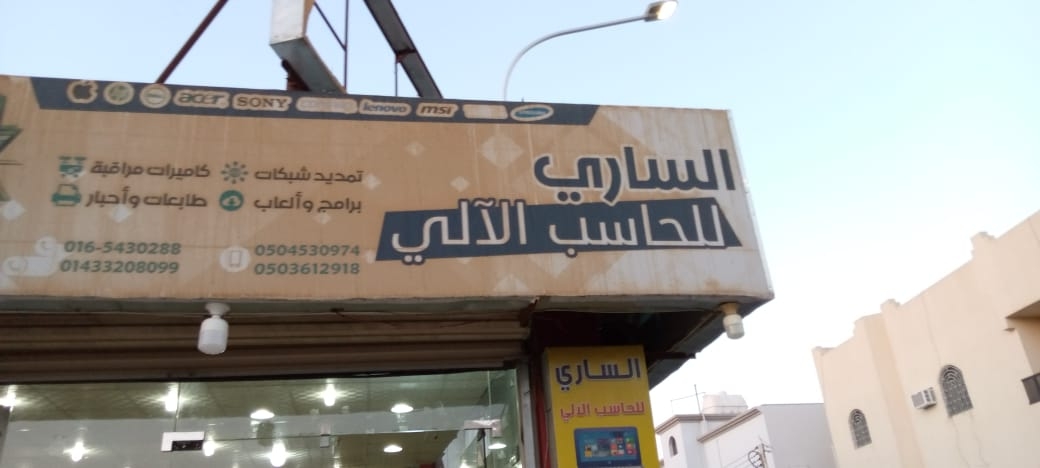 acer SONY lenovo msi
الساري
للحاسب الآلي
تمديد شبكات
كاميرات مراقبة
برامج وألعاب
طابعات وأحبار
0504530974
0503612918
016-5430288
01433208099
الساري
للحاسب الالي